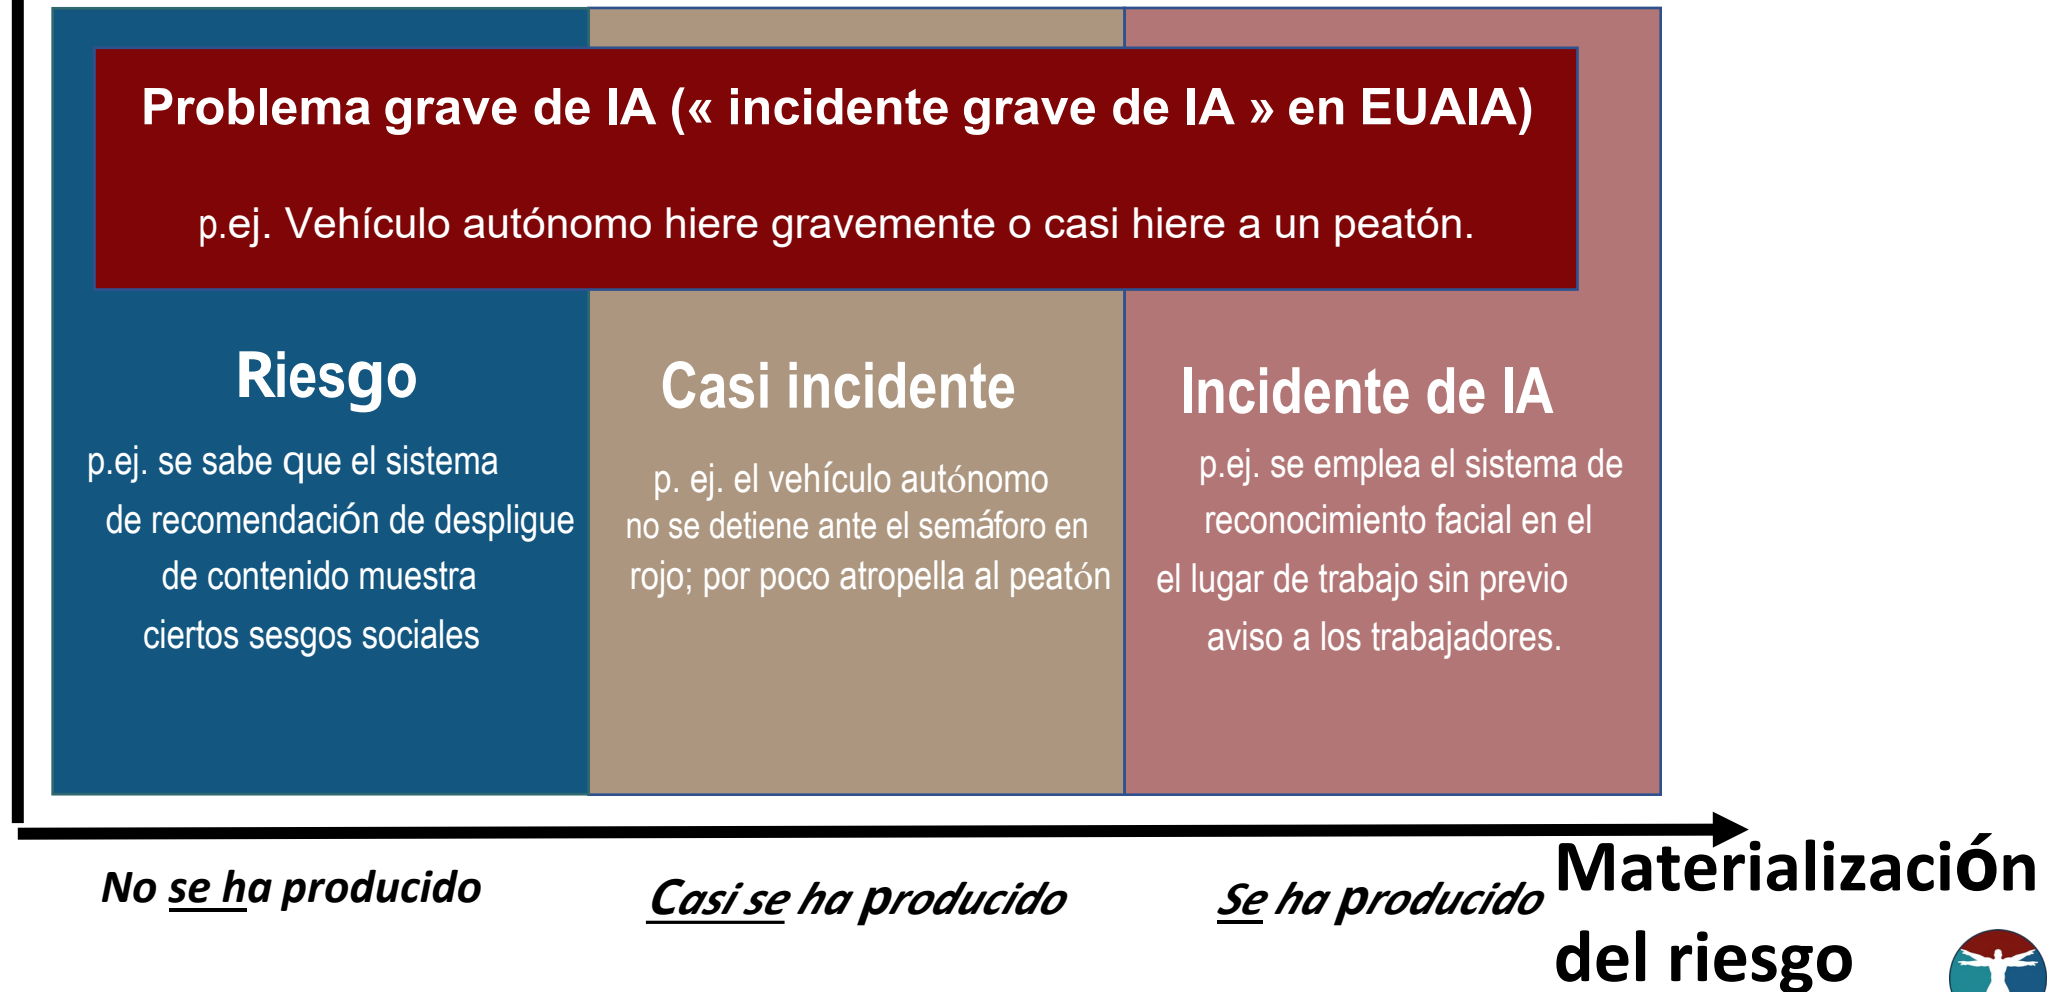 Problema grave de IA (« incidente grave de IA » en EUAIA)
p.ej. Vehículo autónomo hiere gravemente o casi hiere a un peatón.
Riesgo
p.ej. se sabe que el sistema
de recomendación de despligue
de contenido muestra
ciertos sesgos sociales
Casi incidente
p. ej. el vehículo autónomo
no se detiene ante el semáforo en
rojo; por poco atropella al peatón
Incidente de IA
p.ej. se emplea el sistema de
reconocimiento facial en el
el lugar de trabajo sin previo
aviso a los trabajadores.
No se ha producido
Casi se ha producido
Se ha producido
Materialización
del riesgo